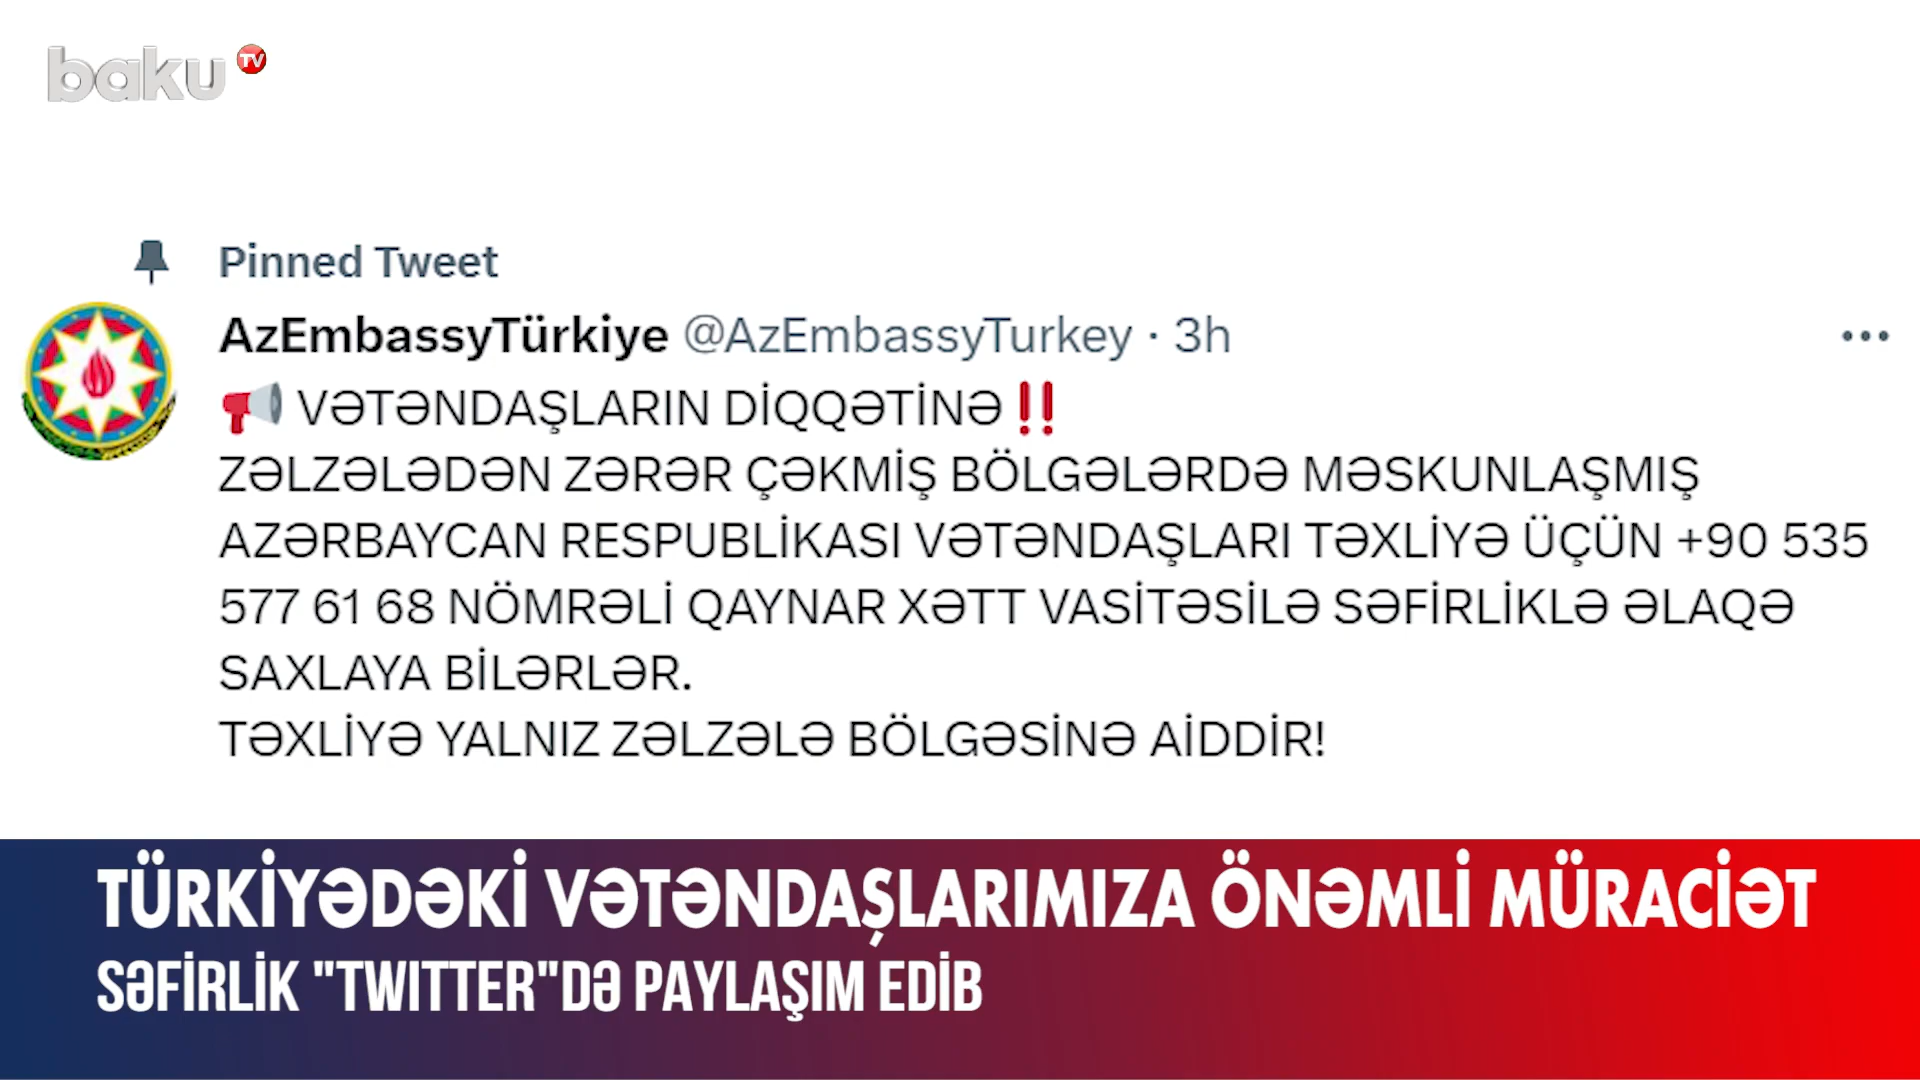 baku TV
Pinned Tweet
AzEmbassyTürkiye @AzEmbassyTurkey · 3h
📢 VƏTƏNDAŞLARIN DİQQƏTİNƏ‼️
ZƏLZƏLƏDƏN ZƏRƏR ÇƏKMİŞ BÖLGƏLƏRDƏ MƏSKUNLAŞMIŞ
AZƏRBAYCAN RESPUBLİKASI VƏTƏNDAŞLARI TƏXLİYƏ ÜÇÜN +90 535
577 61 68 NÖMRƏLİ QAYNAR XƏTT VASİTƏSİLƏ SƏFİRLİKLƏ ƏLAQƏ
SAXLAYA BİLƏRLƏR.
TƏXLİYƏ YALNIZ ZƏLZƏLƏ BÖLGƏSİNƏ AİDDİR!
TÜRKİYƏDƏKİ VƏTƏNDAŞLARIMIZA ÖNƏMLİ MÜRACİƏT
SƏFİRLİK "TWITTER"DƏ PAYLAŞIM EDİB